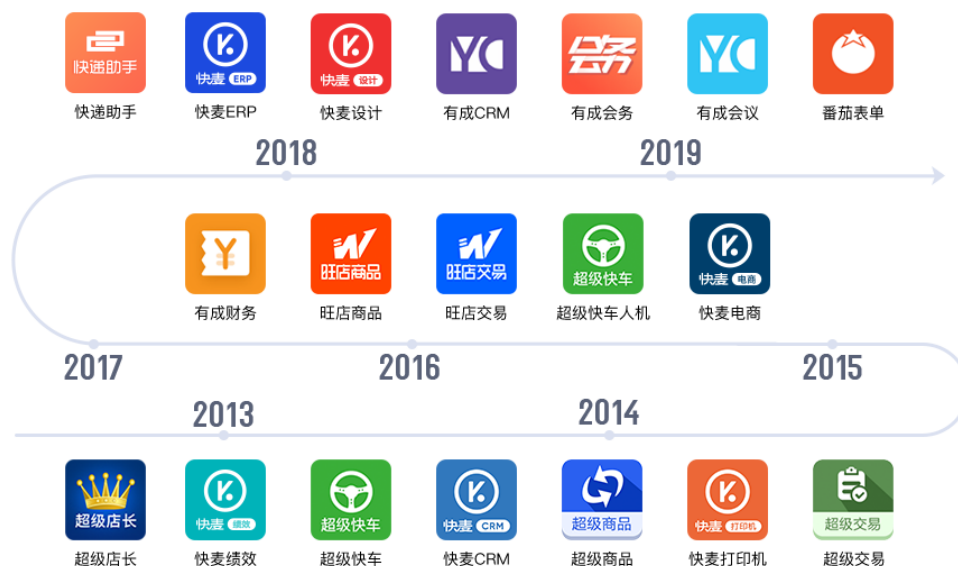 快递助手
快麦 ERP
快麦 设计
YC
会务
YC
快递助手
快麦ERP
快麦设计
有成CRM
有成会务
有成会议
番茄表单
2018
2019
旺店商品
旺店交易
超级快车
快麦 电商
有成财务
旺店商品
旺店交易
超级快车人机
快麦电商
2017
2016
2015
2013
2014
超级店长
快麦 绩效
超级快车
快麦 CRM
超级商品
快麦 打印机
超级交易
超级店长
快麦绩效
超级快车
快麦CRM
超级商品
快麦打印机
超级交易